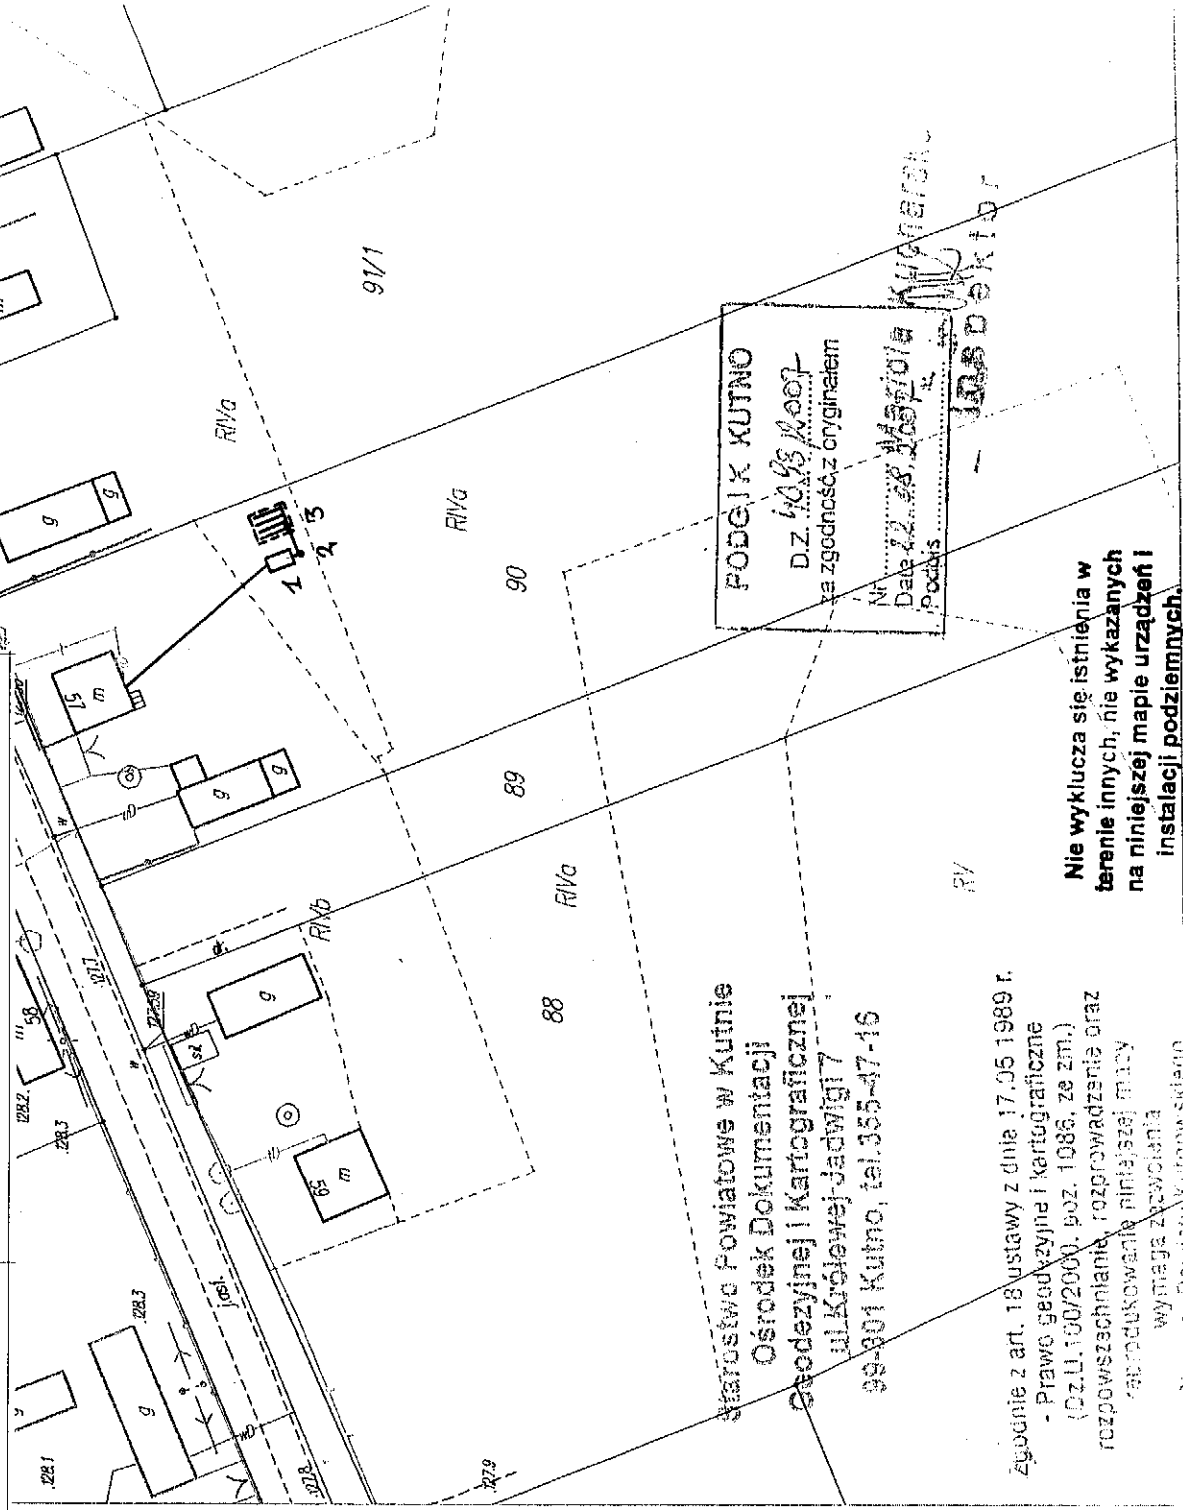 128.1
g
g
128.3
jasł.
127.8
127.9
128.2
128.3
58
127.7
59
m
sz
g
RIVb
88
RIVa
89
g
g
57
m
g
g
1
2
3
90
RIVa
RIVa
91/1
RV
Starostwo Powiatowe w Kutnie
Ośrodek Dokumentacji
Geodezyjnej i Kartograficznej
ul.Królowej Jadwigi 7
99-301 Kutno, tel.355-47-16
PODGiK KUTNO
D.Z.
za zgodność z oryginałem
Nr
Data
Podpis
Mariola
Inspektor
Zgodnie z art. 18 ustawy z dnia 17.05 1989 r.
- Prawo geodezyjne i kartograficzne
(Dz.U.100/2000, poz. 1086, ze zm.)
rozpowszechnianie, rozprowadzanie oraz
reprodukowanie niniejszej mapy
wymaga zezwolenia
Nie wyklucza się istnienia w
terenie innych, nie wykazanych
na niniejszej mapie urządzeń i
instalacji podziemnych.